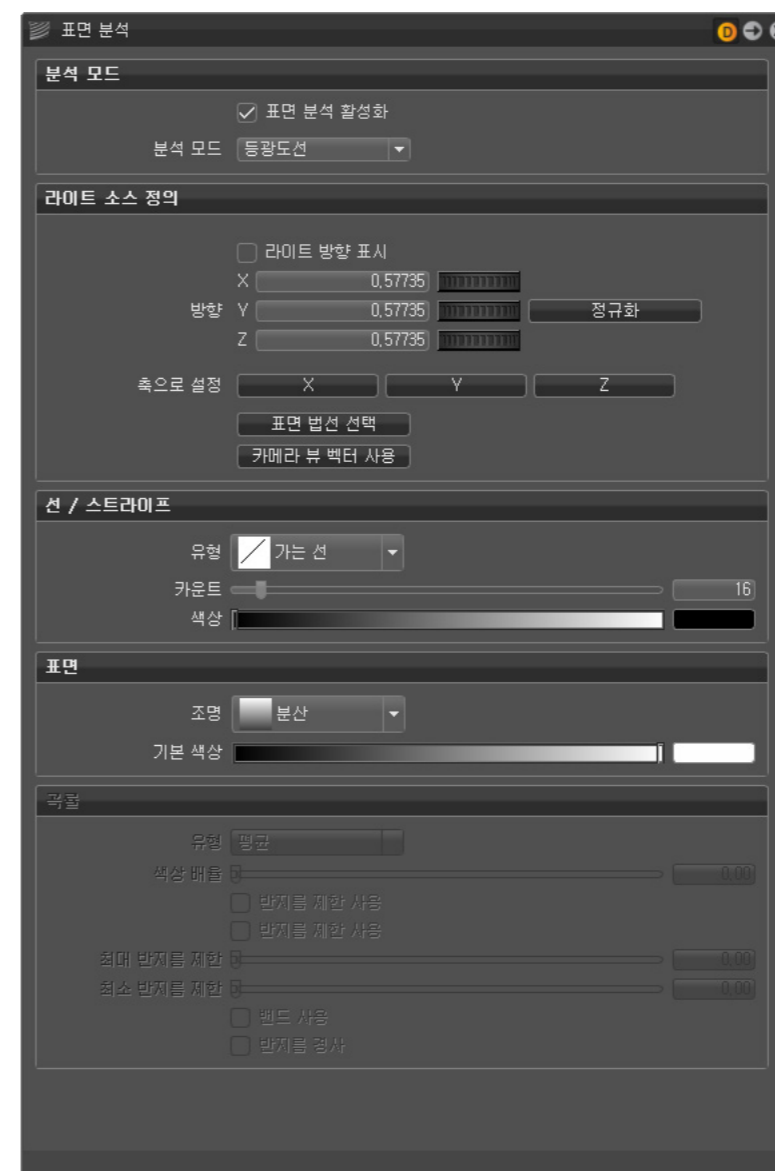 표면 분석
D
분석 모드
표면 분석 활성화
분석 모드 등광도선
라이트 소스 정의
라이트 방향 표시
X 0,57735
방향 Y 0,57735 정규화
Z 0,57735
축으로 설정 X Y Z
표면 법선 선택
카메라 뷰 벡터 사용
선 / 스트라이프
유형 가는 선
카운트 16
색상
표면
조명 분산
기본 색상
곡률
유형 평균
색상 배율 0,00
반지름 제한 사용
반지름 제한 사용
최대 반지름 제한 0,00
최소 반지름 제한 0,00
밴드 사용
반지름 경사